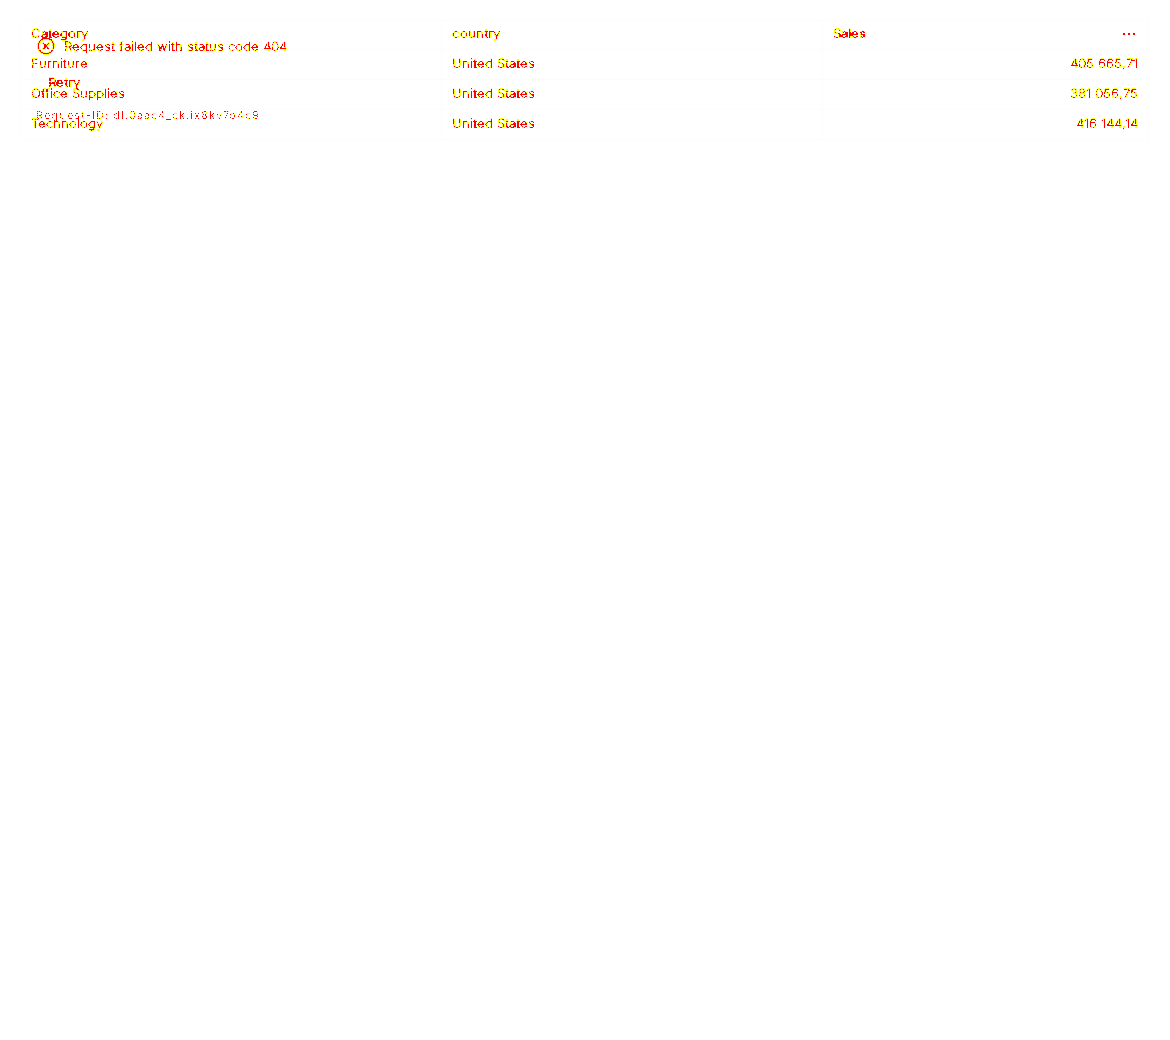 Category country Sales ...
Request failed with status code 404
Furniture United States 405 665,71
Retry
Office Supplies United States 381 056,75
Request-ID:
Technology United States 416 144,14